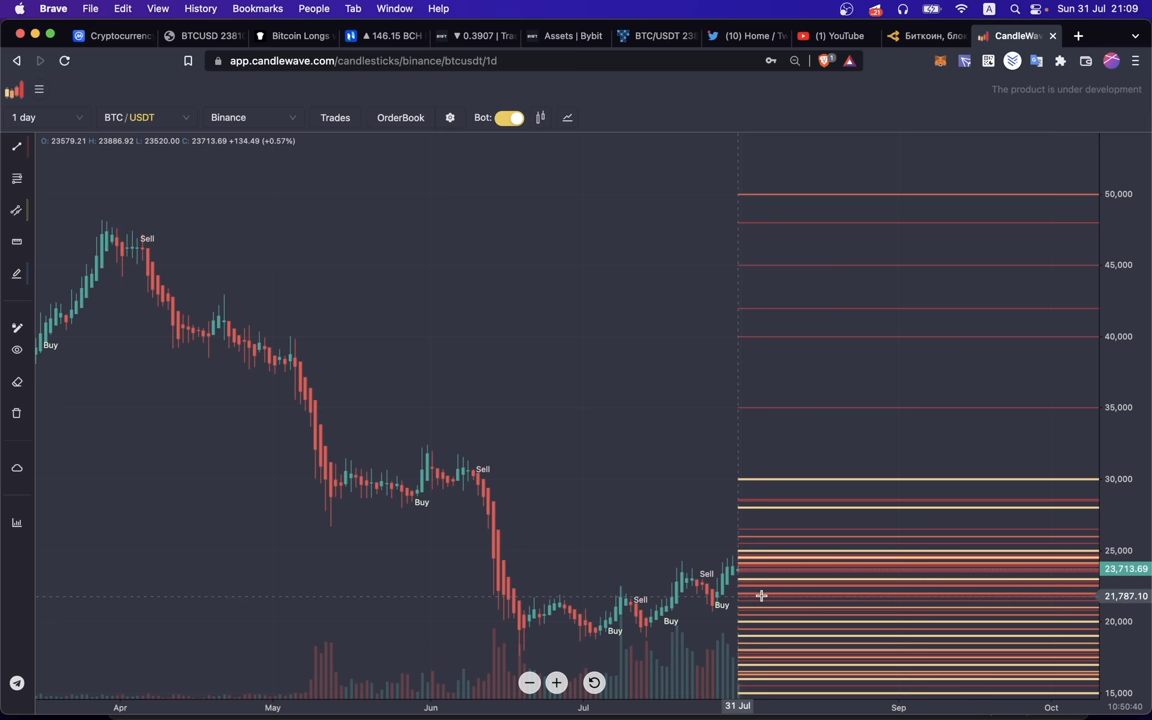 Brave File Edit View History Bookmarks People Tab Window Help A Sun 31 Jul 21:09
Cryptocurrenc BTCUSD 2381 Bitcoin Longs ▲ 146.15 BCH ▼ 0.3907 | Tra Assets | Bybit BTC/USDT 238 (10) Home / Tw (1) YouTube Биткоин, блок CandleWav
app.candlewave.com/candlesticks/binance/btcusdt/1d
The product is under development
1 day BTC / USDT Binance Trades OrderBook Bot:
O: 23579.21 H: 23886.92 L: 23520.00 C: 23713.69 +134.49 (+0.57%)
50,000
Sell
45,000
40,000
Buy
35,000
Sell
30,000
Buy
25,000
23,713.69
Sell
21,787.10
Sell
Buy
Buy
20,000
Buy
15,000
Apr May Jun Jul 31 Jul Sep Oct 10:50:40